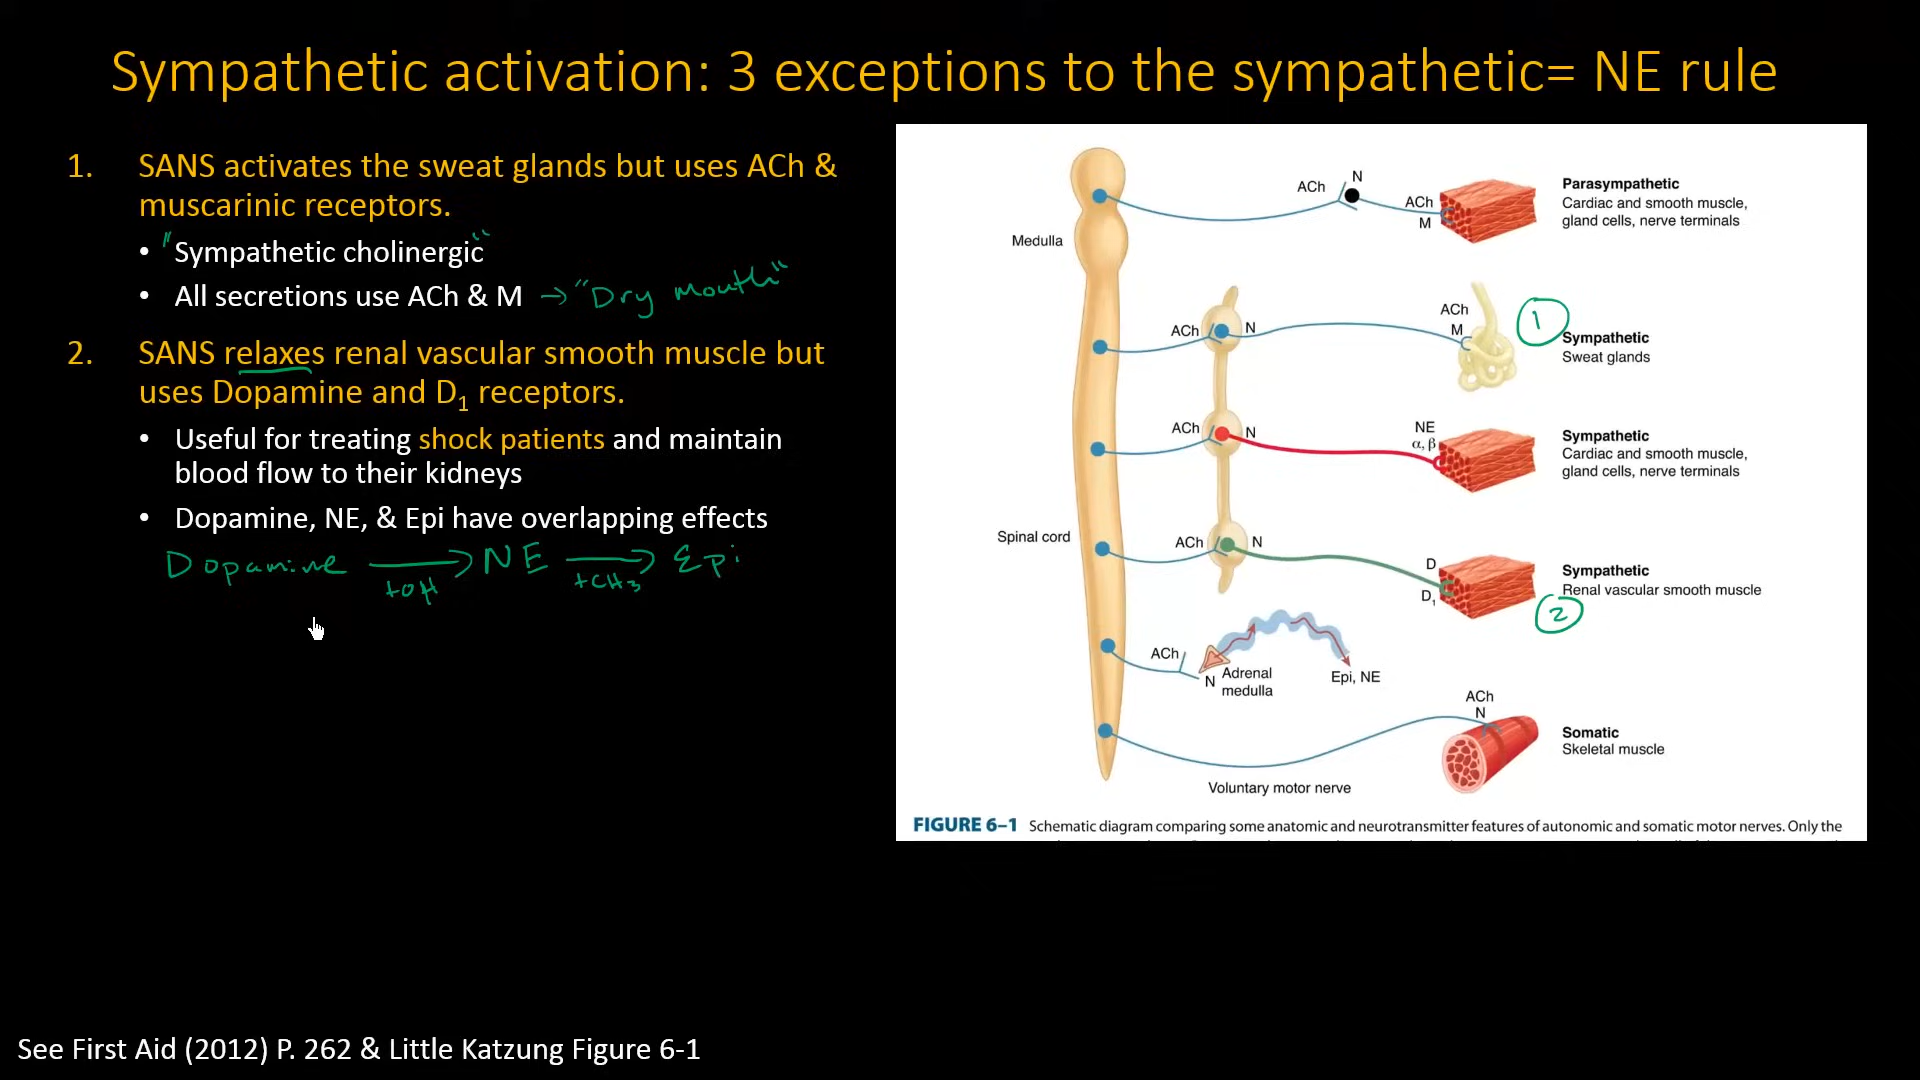 Sympathetic activation: 3 exceptions to the sympathetic= NE rule
1. SANS activates the sweat glands but uses ACh &
muscarinic receptors.
• "Sympathetic cholinergic"
• All secretions use ACh & M → "Dry mouth"
2. SANS relaxes renal vascular smooth muscle but
uses Dopamine and D1 receptors.
• Useful for treating shock patients and maintain
blood flow to their kidneys
• Dopamine, NE, & Epi have overlapping effects
Dopamine → NE → Epi
+OH +CH3
See First Aid (2012) P. 262 & Little Katzung Figure 6-1
Medulla
Spinal cord
ACh
N
ACh
M
Parasympathetic
Cardiac and smooth muscle,
gland cells, nerve terminals
ACh
N
ACh
M
1
Sympathetic
Sweat glands
ACh
N
NE
α, β
Sympathetic
Cardiac and smooth muscle,
gland cells, nerve terminals
ACh
N
D
D1
Sympathetic
Renal vascular smooth muscle
2
ACh
N
Adrenal
medulla
Epi, NE
ACh
N
Somatic
Skeletal muscle
Voluntary motor nerve
FIGURE 6–1 Schematic diagram comparing some anatomic and neurotransmitter features of autonomic and somatic motor nerves. Only the